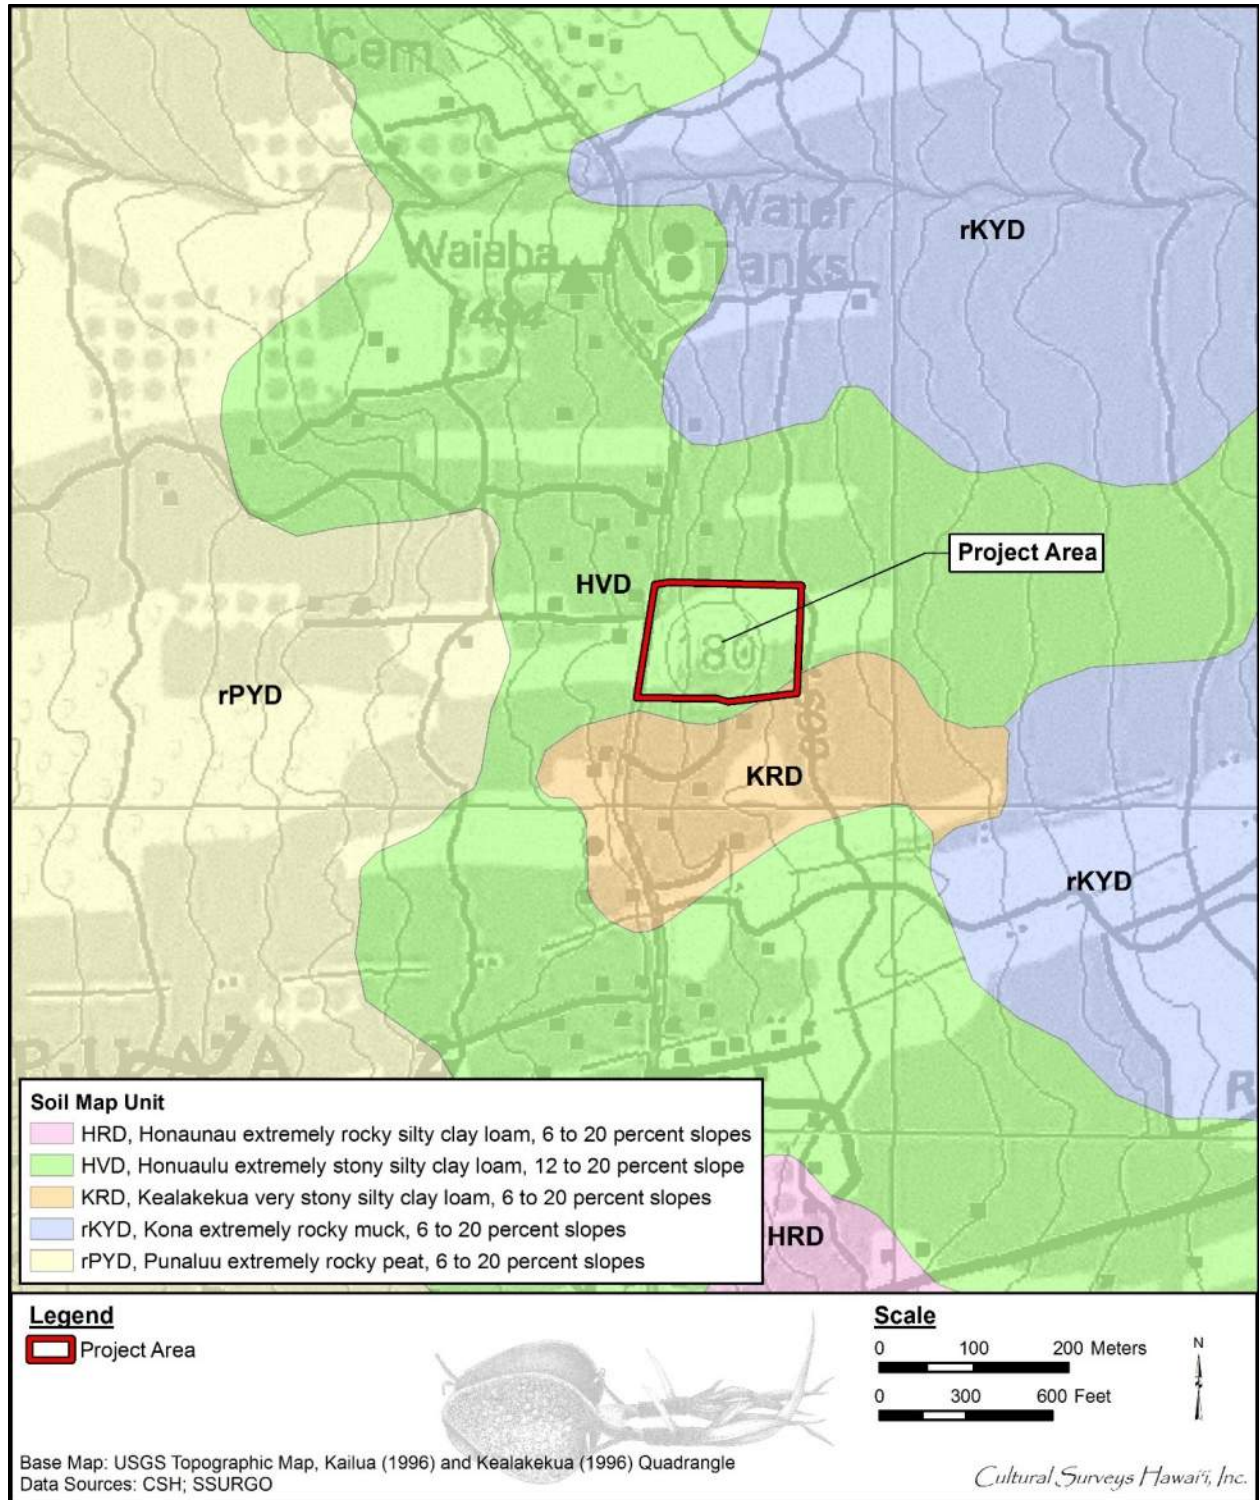 Cem
Water
Tanks
rKYD
Waiaha
1494
Project Area
HVD
180
rPYD
KRD
rKYD
Soil Map Unit
HRD, Honaunau extremely rocky silty clay loam, 6 to 20 percent slopes
HVD, Honuaulu extremely stony silty clay loam, 12 to 20 percent slope
KRD, Kealakekua very stony silty clay loam, 6 to 20 percent slopes
rKYD, Kona extremely rocky muck, 6 to 20 percent slopes
rPYD, Punaluu extremely rocky peat, 6 to 20 percent slopes
R
HRD
Legend
Project Area
Scale
0 100 200 Meters
0 300 600 Feet
N
Base Map: USGS Topographic Map, Kailua (1996) and Kealakekua (1996) Quadrangle
Data Sources: CSH; SSURGO
Cultural Surveys Hawai‘i, Inc.